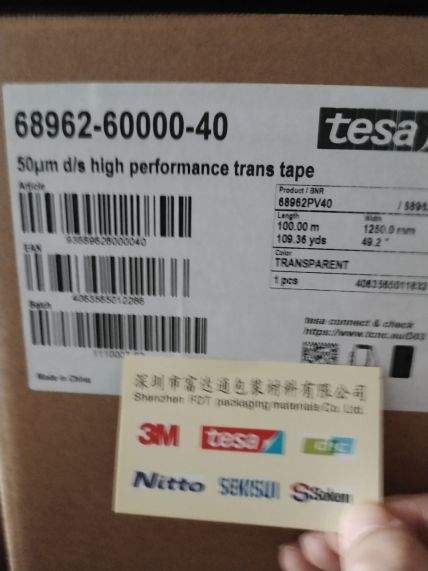 68962-60000-40
tesa
50µm d/s high performance trans tape
Article
EAN
4063565012266
Batch
Made in China
Product / BNR
68962PV40
Length
100.00 m
109.36 yds
Width
1250.0 mm
49.2"
Color
TRANSPARENT
1 pcs
tesa connect & check
深圳市富达通包装材料有限公司
Shenzhen FDT packaging materials Co. Ltd.
3M
tesa
Nitto
SEKISUI
Soken